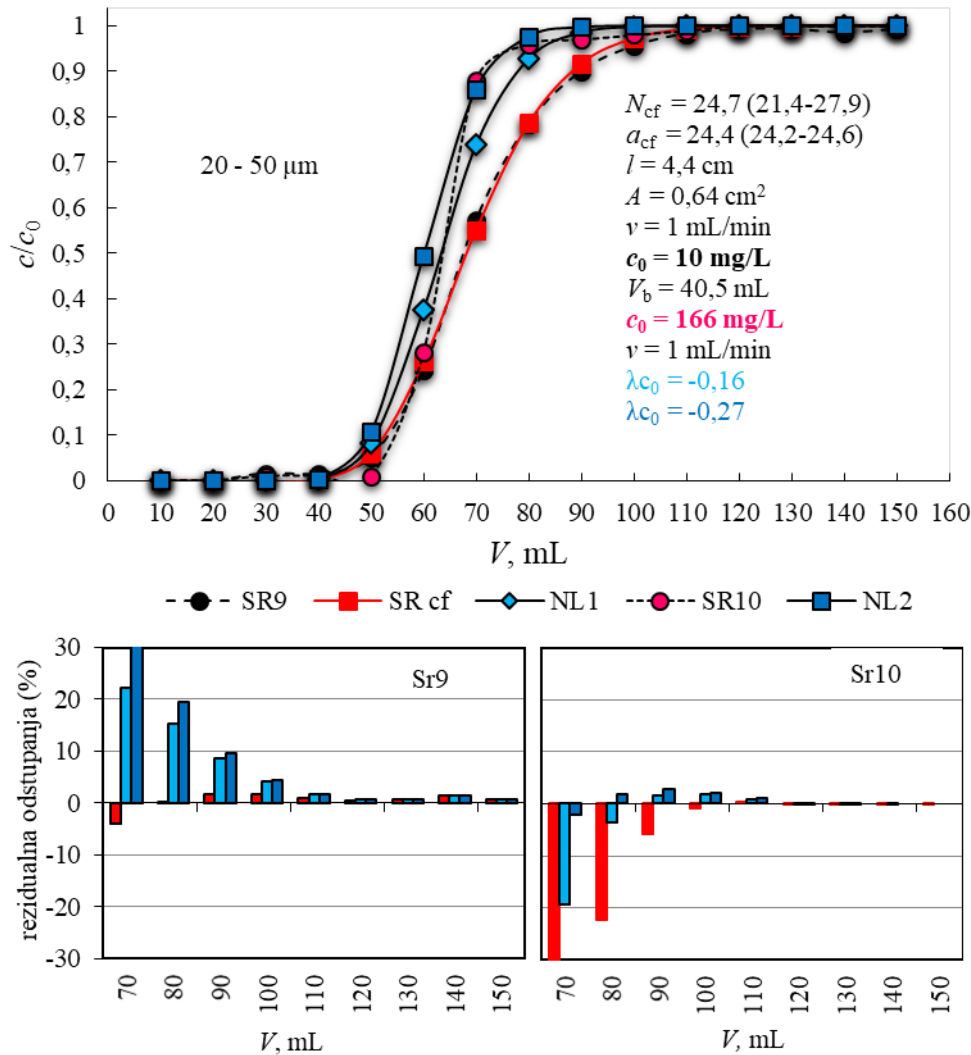 1
0,9
0,8
0,7
0,6
0,5
0,4
0,3
0,2
0,1
0
c/c0
20 - 50 µm
Ncf = 24,7 (21,4-27,9)
acf = 24,4 (24,2-24,6)
l = 4,4 cm
A = 0,64 cm²
v = 1 mL/min
c0 = 10 mg/L
Vb = 40,5 mL
c0 = 166 mg/L
v = 1 mL/min
λc0 = -0,16
λc0 = -0,27
0 10 20 30 40 50 60 70 80 90 100 110 120 130 140 150 160
V, mL
SR9 SR cf NL1 SR10 NL2
rezidualna odstupanja (%)
30
20
10
0
-10
-20
-30
Sr9
70 80 90 100 110 120 130 140 150
V, mL
Sr10
70 80 90 100 110 120 130 140 150
V, mL